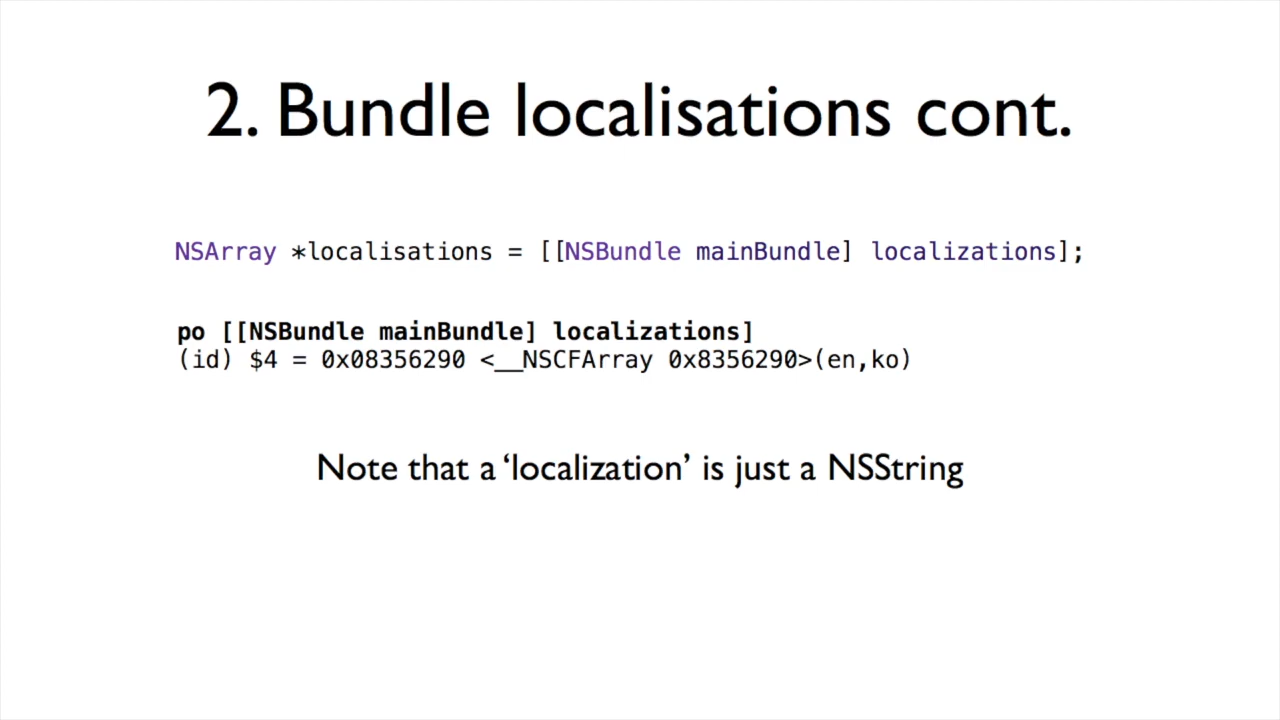 2. Bundle localisations cont.
NSArray *localisations = [[NSBundle mainBundle] localizations];
po [[NSBundle mainBundle] localizations]
(id) $4 = 0x08356290 <__NSCFArray 0x8356290>(en,ko)
Note that a ‘localization’ is just a NSString